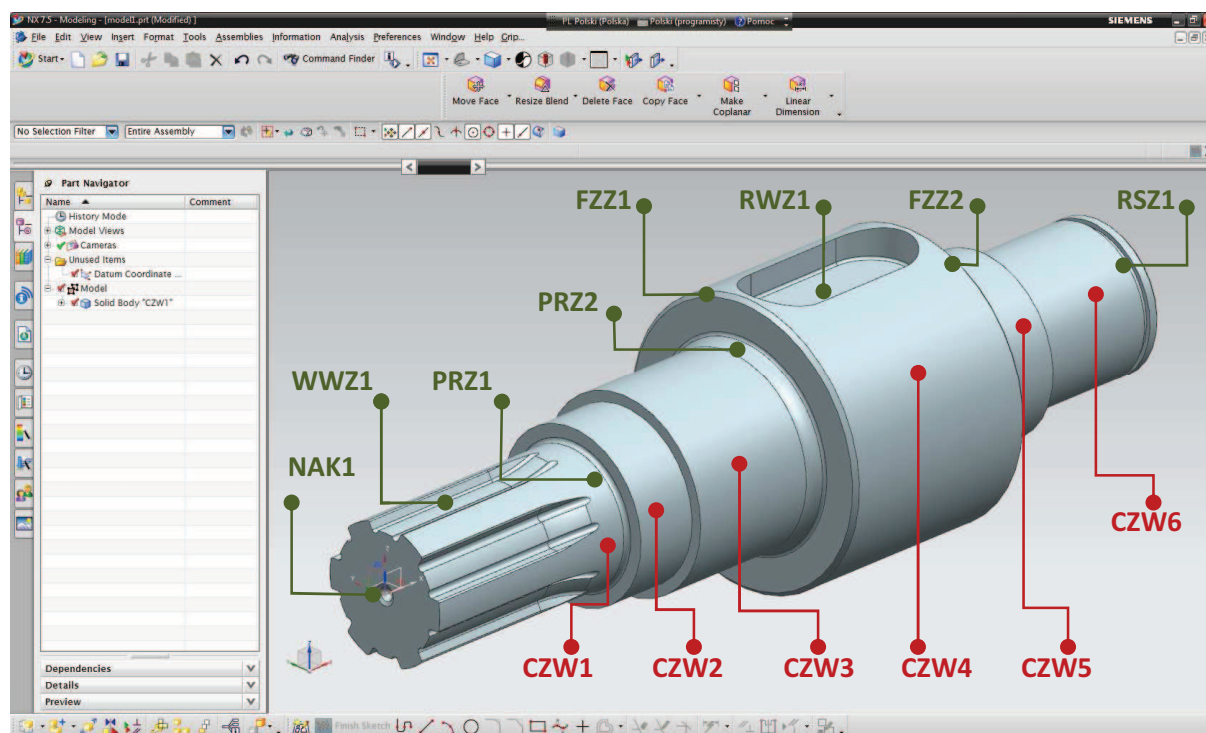 NX 7.5 - Modeling - [model1.prt (Modified) ]
PL Polski (Polska) Polski (programisty) Pomoc
SIEMENS
File Edit View Insert Format Tools Assemblies Information Analysis Preferences Window Help Grip...
Start Command Finder
Move Face Resize Blend Delete Face Copy Face Make Coplanar Linear Dimension
No Selection Filter Entire Assembly
Part Navigator
Name Comment
History Mode
Model Views
Cameras
Unused Items
Datum Coordinate ...
Model
Solid Body "CZW1"
Dependencies
Details
Preview
FZZ1 RWZ1 FZZ2 RSZ1
PRZ2
WWZ1 PRZ1
NAK1
CZW6
CZW1 CZW2 CZW3 CZW4 CZW5
Finish Sketch